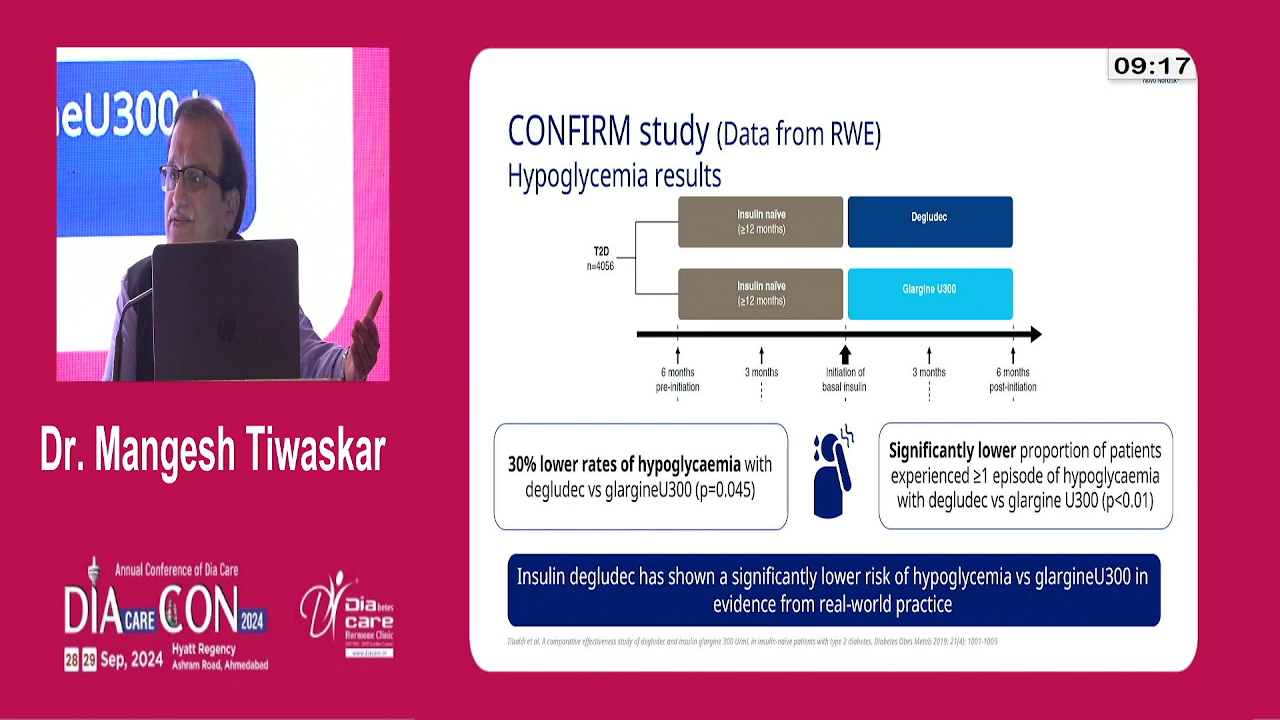 neU300 i
09:17
novo nordisk
CONFIRM study (Data from RWE)
Hypoglycemia results
T2D
n=4056
Insulin naïve
(≥12 months)
Degludec
Insulin naïve
(≥12 months)
Glargine U300
6 months
pre-initiation
3 months
Initiation of
basal insulin
3 months
6 months
post-initiation
30% lower rates of hypoglycaemia with
degludec vs glargineU300 (p=0.045)
Significantly lower proportion of patients
experienced ≥1 episode of hypoglycaemia
with degludec vs glargine U300 (p<0.01)
Insulin degludec has shown a significantly lower risk of hypoglycemia vs glargineU300 in
evidence from real-world practice
Tibaldi et al. A comparative effectiveness study of degludec and insulin glargine 300 U/mL in insulin-naïve patients with type 2 diabetes. Diabetes Obes Metab 2019; 21(4): 1001-1009
Dr. Mangesh Tiwaskar
Annual Conference of Dia Care
DIA CARE CON 2024
28 29 Sep, 2024
Hyatt Regency
Ashram Road, Ahmedabad
Diabetes
care
Hormone Clinic
www.diacare.in